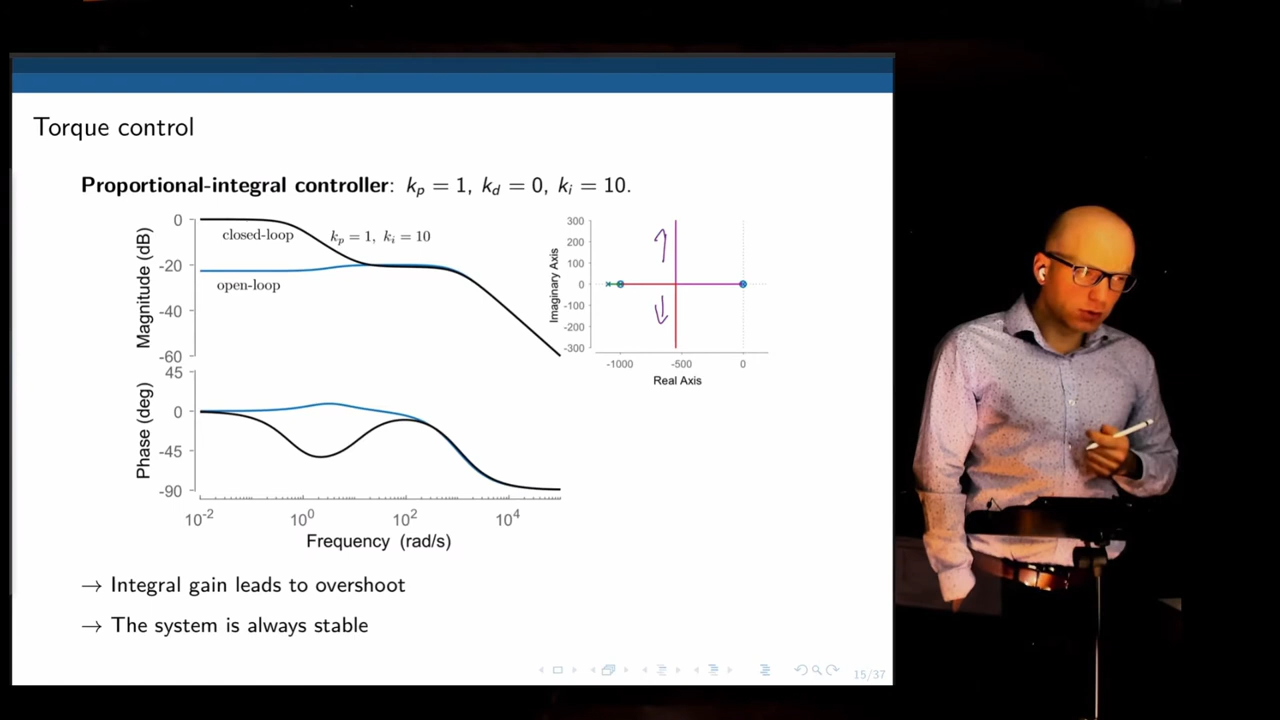 Torque control
Proportional-integral controller: kp = 1, kd = 0, ki = 10.
Magnitude (dB)
0
-20
-40
-60
closed-loop
kp = 1, ki = 10
open-loop
Imaginary Axis
300
200
100
0
-100
-200
-300
-1000
-500
0
Real Axis
Phase (deg)
45
0
-45
-90
10-2
100
102
104
Frequency (rad/s)
→ Integral gain leads to overshoot
→ The system is always stable
15/37